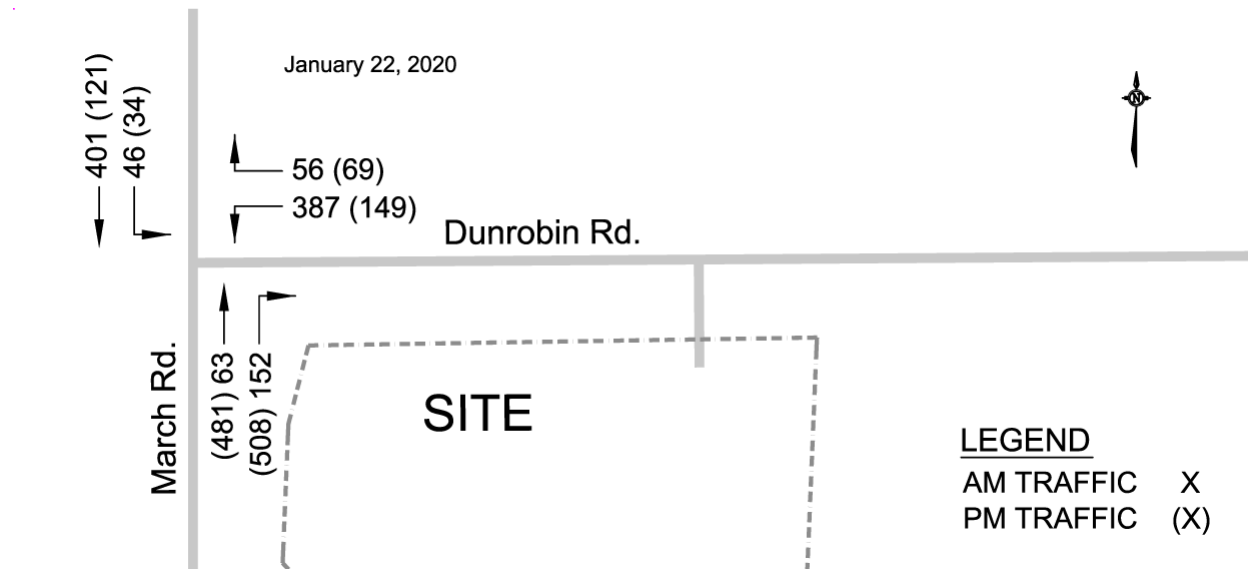 January 22, 2020
401 (121)
46 (34)
N
56 (69)
387 (149)
Dunrobin Rd.
March Rd.
(481) 63
(508) 152
SITE
LEGEND
AM TRAFFIC X
PM TRAFFIC (X)